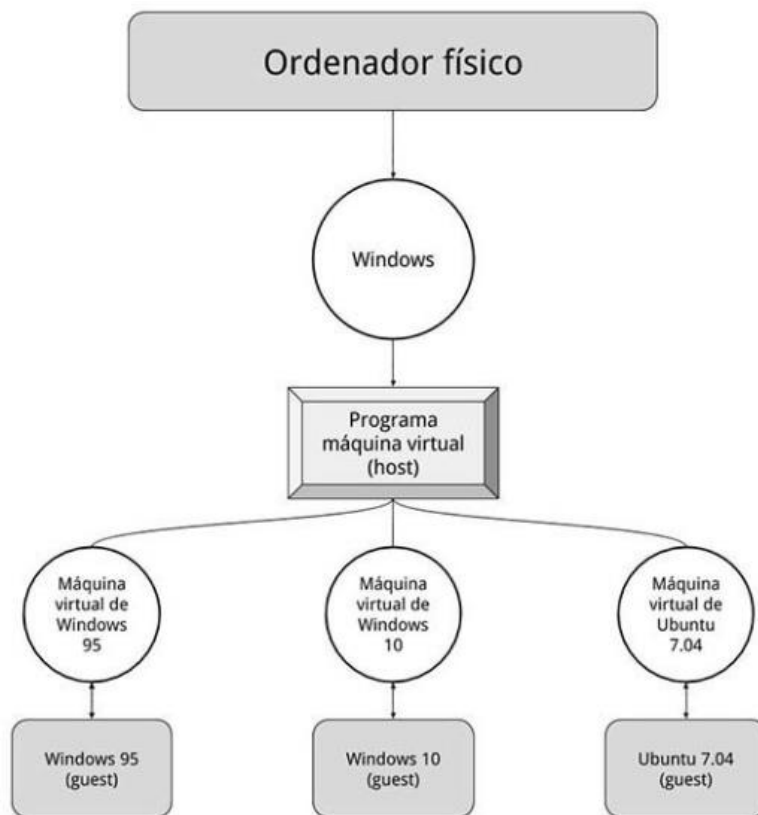 Ordenador físico
Windows
Programa
máquina virtual
(host)
Máquina
virtual de
Windows
95
Máquina
virtual de
Windows
10
Máquina
virtual de
Ubuntu
7.04
Windows 95
(guest)
Windows 10
(guest)
Ubuntu 7.04
(guest)